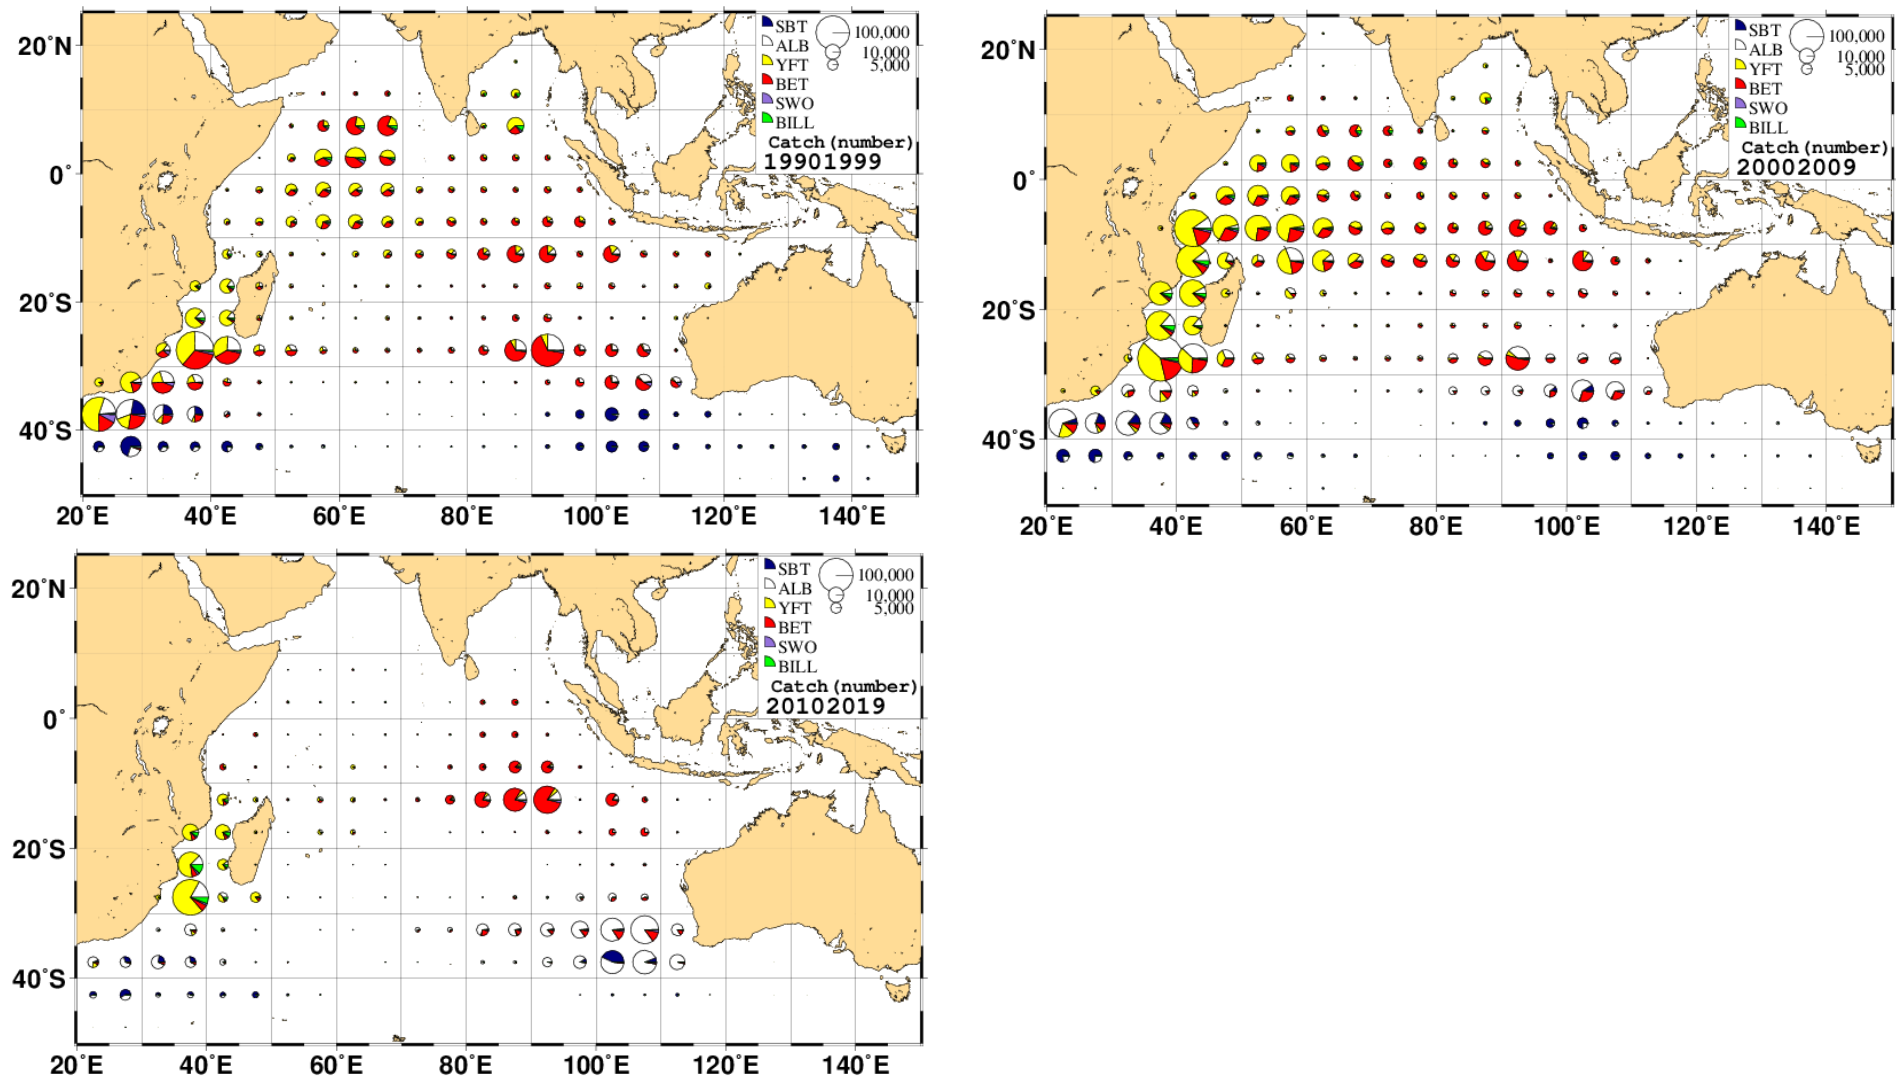 SBT
ALB
YFT
BET
SWO
BILL
100,000
10,000
5,000
Catch (number)
19901999
20˚N
0˚
20˚S
40˚S
20˚E 40˚E 60˚E 80˚E 100˚E 120˚E 140˚E
SBT
ALB
YFT
BET
SWO
BILL
100,000
10,000
5,000
Catch (number)
20002009
20˚N
0˚
20˚S
40˚S
20˚E 40˚E 60˚E 80˚E 100˚E 120˚E 140˚E
SBT
ALB
YFT
BET
SWO
BILL
100,000
10,000
5,000
Catch (number)
20102019
20˚N
0˚
20˚S
40˚S
20˚E 40˚E 60˚E 80˚E 100˚E 120˚E 140˚E